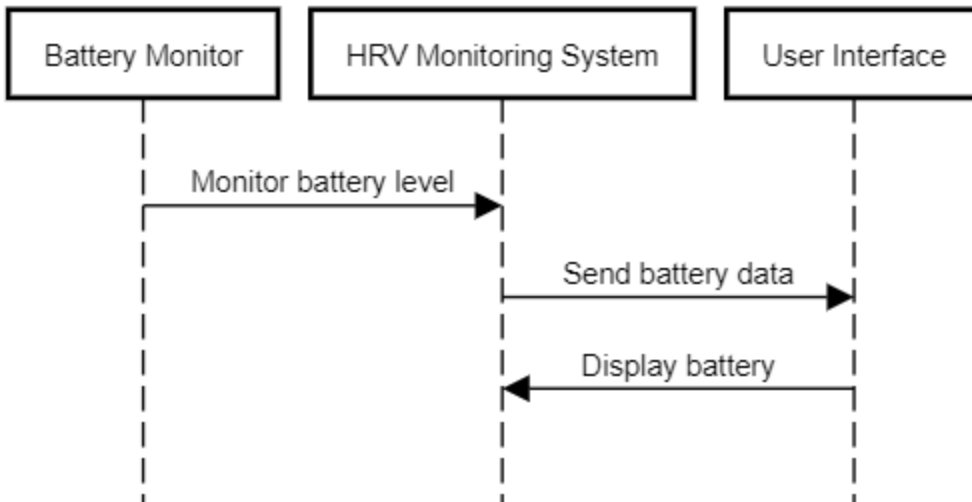 Battery Monitor
HRV Monitoring System
User Interface
Monitor battery level
Send battery data
Display battery